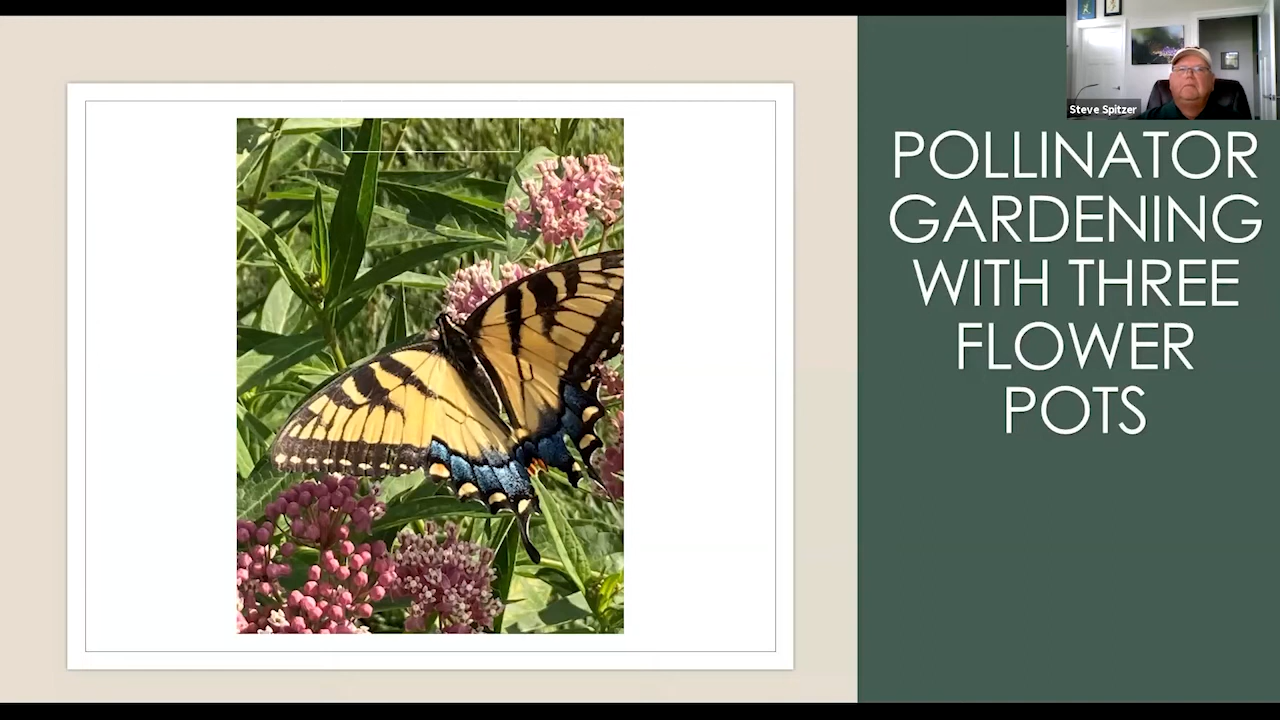 Steve Spitzer
POLLINATOR
GARDENING
WITH THREE
FLOWER
POTS